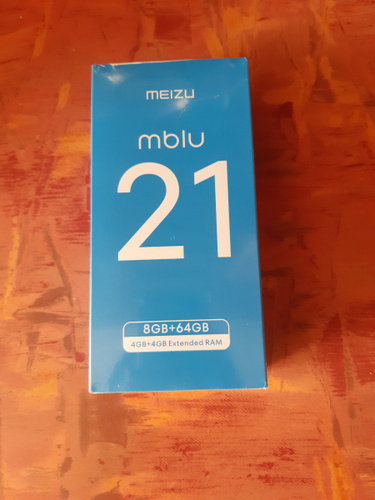 MEIZU
mblu
21
8GB+64GB
4GB+4GB Extended RAM